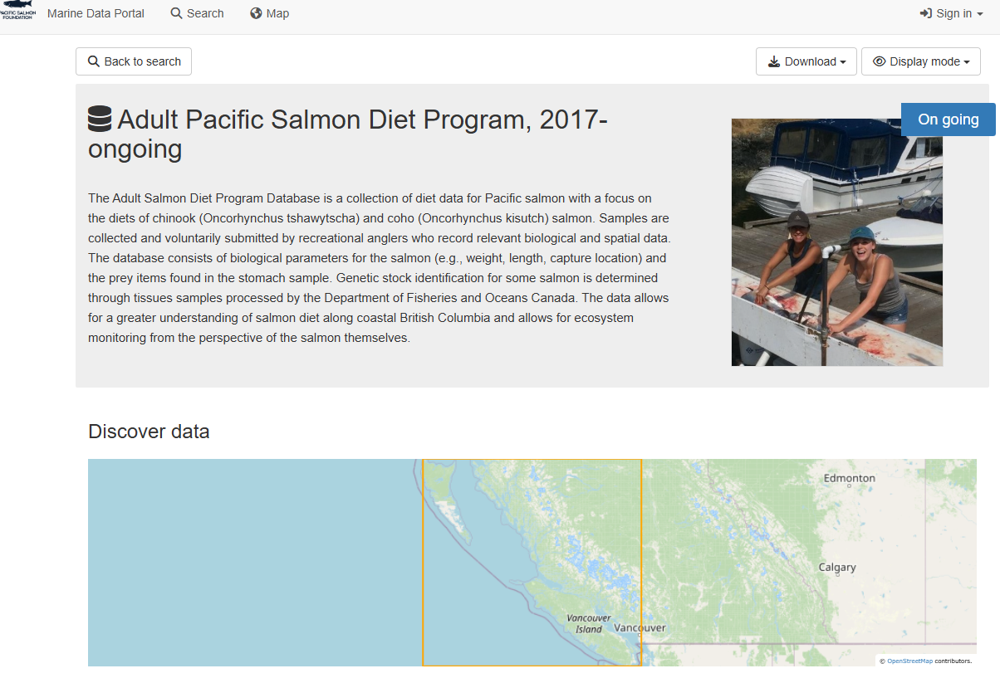 PACIFIC SALMON
FOUNDATION
Marine Data Portal
Search
Map
Sign in
Back to search
Download
Display mode
Adult Pacific Salmon Diet Program, 2017-
ongoing
On going
The Adult Salmon Diet Program Database is a collection of diet data for Pacific salmon with a focus on
the diets of chinook (Oncorhynchus tshawytscha) and coho (Oncorhynchus kisutch) salmon. Samples are
collected and voluntarily submitted by recreational anglers who record relevant biological and spatial data.
The database consists of biological parameters for the salmon (e.g., weight, length, capture location) and
the prey items found in the stomach sample. Genetic stock identification for some salmon is determined
through tissues samples processed by the Department of Fisheries and Oceans Canada. The data allows
for a greater understanding of salmon diet along coastal British Columbia and allows for ecosystem
monitoring from the perspective of the salmon themselves.
Discover data
Edmonton
Calgary
Vancouver
Island
Vancouver
© OpenStreetMap contributors.